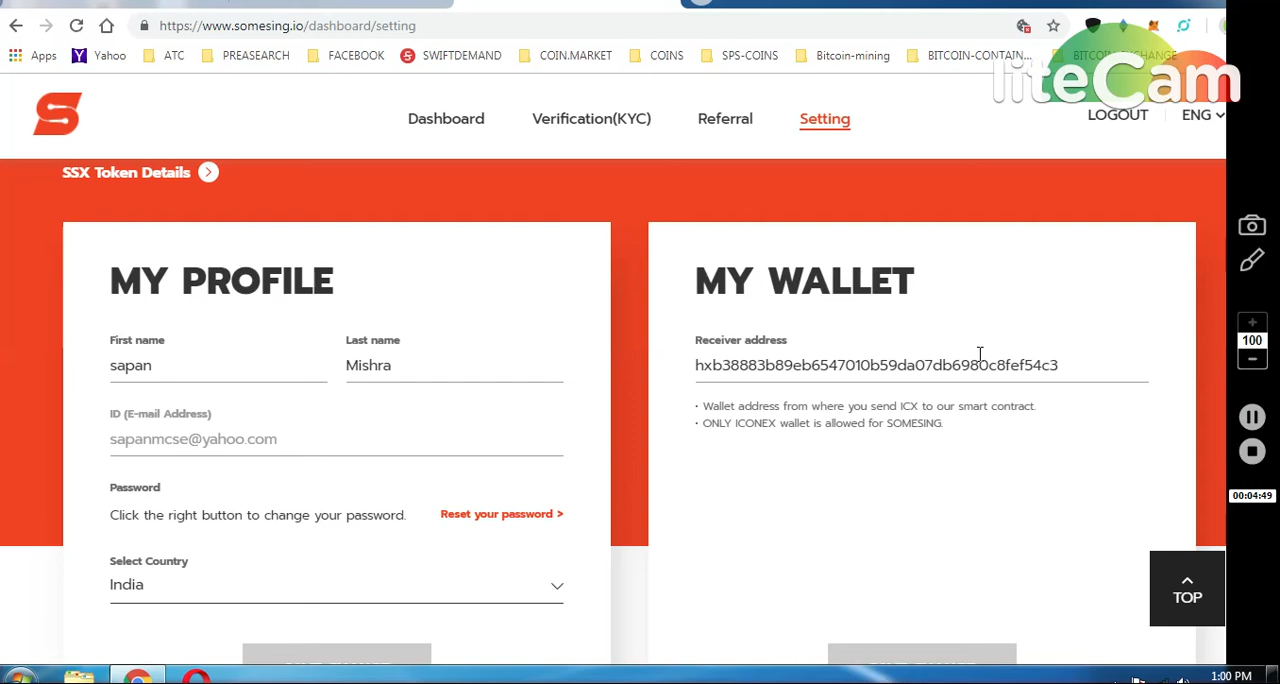 https://www.somesing.io/dashboard/setting
Apps Yahoo ATC PREASEARCH FACEBOOK SWIFTDEMAND COIN.MARKET COINS SPS-COINS Bitcoin-mining BITCOIN-CONTAIN... BITCOIN-EXCHANGE
liteCam
Dashboard Verification(KYC) Referral Setting LOGOUT ENG
SSX Token Details
MY PROFILE
First name Last name
sapan Mishra
ID (E-mail Address)
sapanmcse@yahoo.com
Password
Click the right button to change your password. Reset your password >
Select Country
India
MY WALLET
Receiver address
hxb38883b89eb6547010b59da07db6980c8fef54c3
• Wallet address from where you send ICX to our smart contract.
• ONLY ICONEX wallet is allowed for SOMESING.
TOP
100
00:04:49
1:00 PM